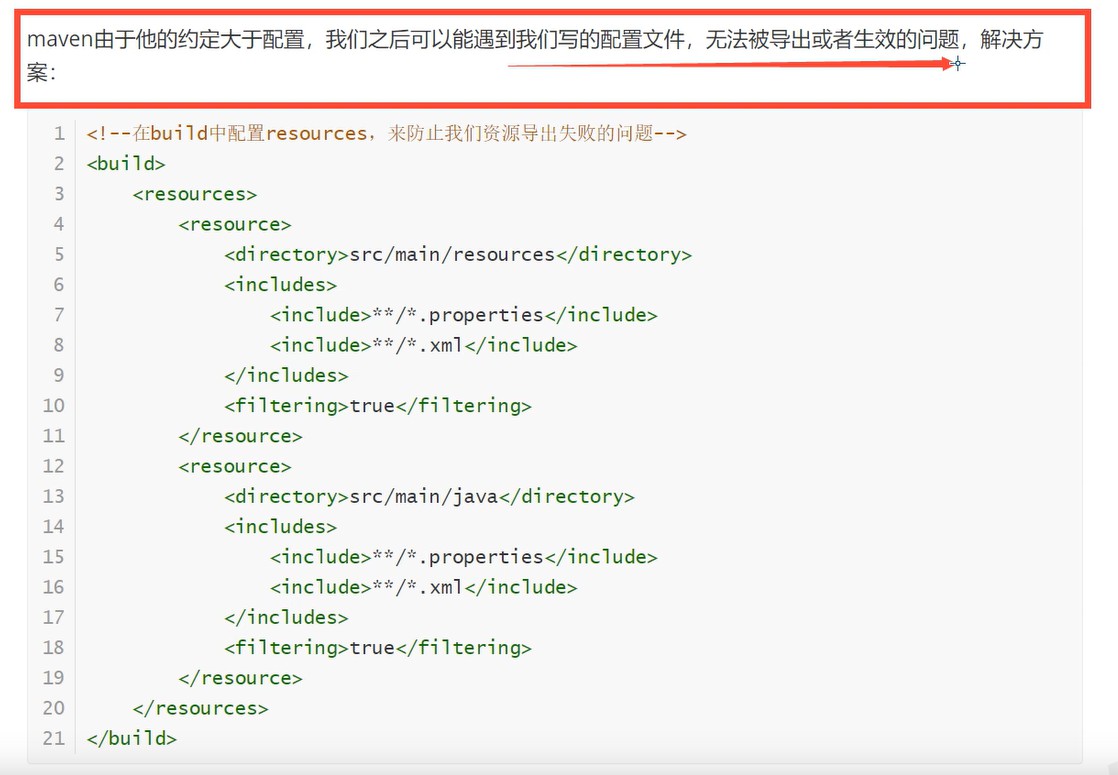 maven由于他的约定大于配置，我们之后可以能遇到我们写的配置文件，无法被导出或者生效的问题，解决方
案：
1 <!--在build中配置resources，来防止我们资源导出失败的问题-->
2 <build>
3     <resources>
4         <resource>
5             <directory>src/main/resources</directory>
6             <includes>
7                 <include>**/*.properties</include>
8                 <include>**/*.xml</include>
9             </includes>
10             <filtering>true</filtering>
11         </resource>
12         <resource>
13             <directory>src/main/java</directory>
14             <includes>
15                 <include>**/*.properties</include>
16                 <include>**/*.xml</include>
17             </includes>
18             <filtering>true</filtering>
19         </resource>
20     </resources>
21 </build>